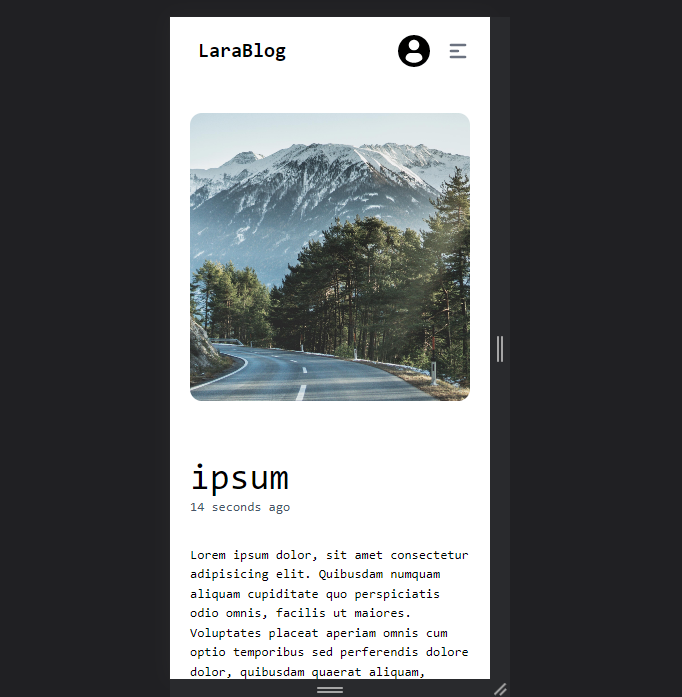 LaraBlog
ipsum
14 seconds ago
Lorem ipsum dolor, sit amet consectetur
adipisicing elit. Quibusdam numquam
aliquam cupiditate quo perspiciatis
odio omnis, facilis ut maiores.
Voluptates placeat aperiam omnis cum
optio temporibus sed perferendis dolore
dolor, quibusdam quaerat aliquam,